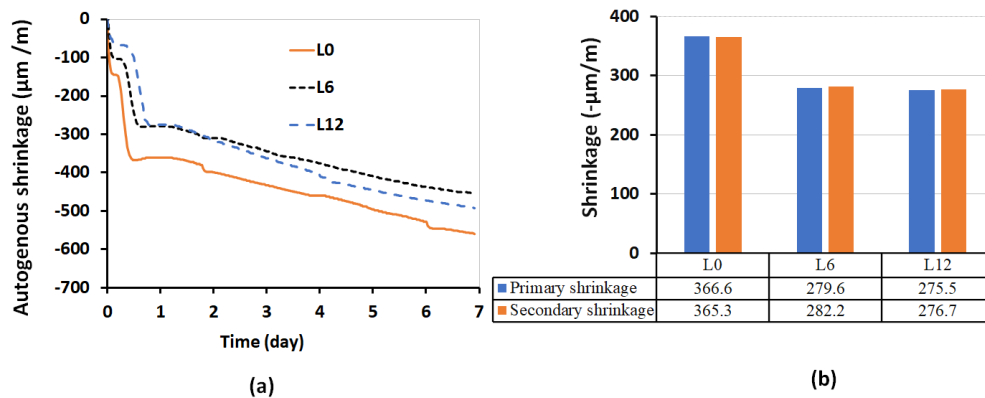 Autogenous shrinkage (µm /m)
0
-100
-200
-300
-400
-500
-600
-700
L0
L6
L12
0 1 2 3 4 5 6 7
Time (day)
(a)
Shrinkage (-µm/m)
-400
300
200
100
0
L0 L6 L12
Primary shrinkage 366.6 279.6 275.5
Secondary shrinkage 365.3 282.2 276.7
(b)